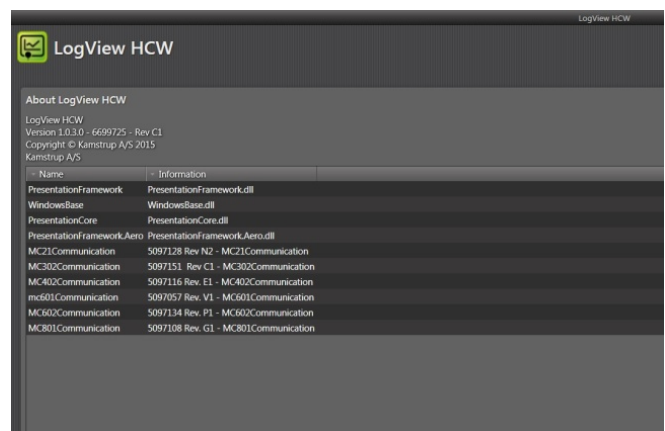 LogView HCW
LogView HCW
About LogView HCW
LogView HCW
Version 1.0.3.0 - 6699725 - Rev C1
Copyright © Kamstrup A/S 2015
Kamstrup A/S
Name Information
PresentationFramework PresentationFramework.dll
WindowsBase WindowsBase.dll
PresentationCore PresentationCore.dll
PresentationFramework.Aero PresentationFramework.Aero.dll
MC21Communication 5097128 Rev N2 - MC21Communication
MC302Communication 5097151 Rev C1 - MC302Communication
MC402Communication 5097116 Rev. E1 - MC402Communication
mc601Communication 5097057 Rev. V1 - MC601Communication
MC602Communication 5097134 Rev. P1 - MC602Communication
MC801Communication 5097108 Rev. G1 - MC801Communication